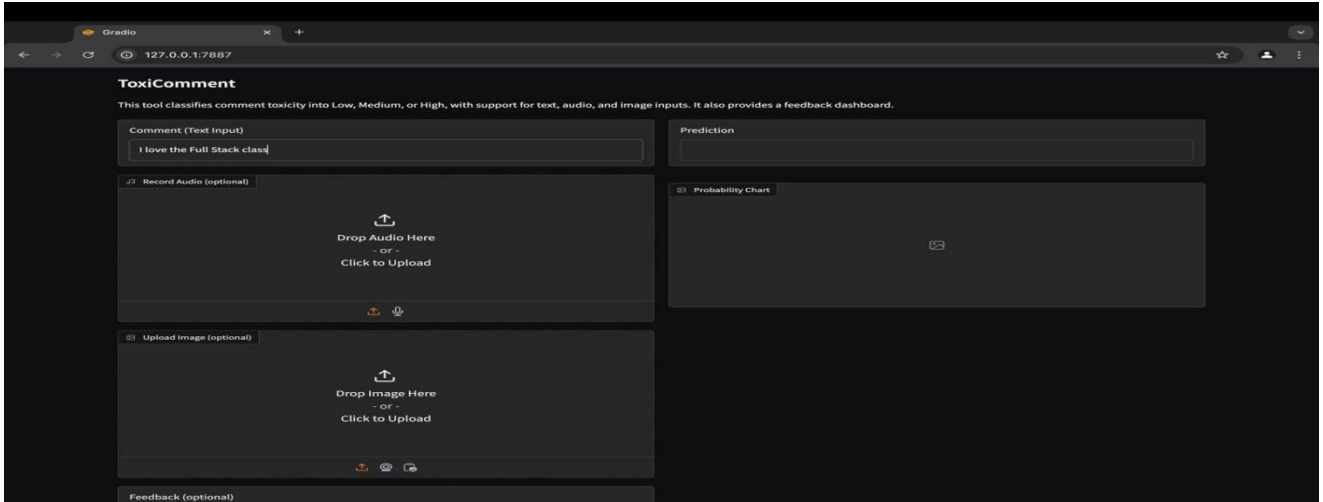 Gradio
127.0.0.1:7887
ToxiComment
This tool classifies comment toxicity into Low, Medium, or High, with support for text, audio, and image inputs. It also provides a feedback dashboard.
Comment (Text Input)
I love the Full Stack class
Record Audio (optional)
Drop Audio Here
- or -
Click to Upload
Upload Image (optional)
Drop Image Here
- or -
Click to Upload
Feedback (optional)
Prediction
Probability Chart